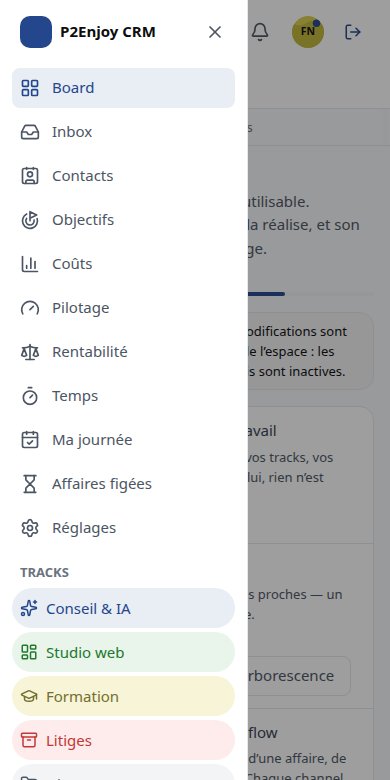 P2Enjoy CRM
FN
Board
Inbox
Contacts
Objectifs
Coûts
Pilotage
Rentabilité
Temps
Ma journée
Affaires figées
Réglages
TRACKS
Conseil & IA
Studio web
Formation
Litiges
utilisable.
la réalise, et son
ge.
odifications sont
e l'espace : les
s sont inactives.
avail
vos tracks, vos
lui, rien n'est
s proches — un
e.
rborescence
flow
d'une affaire, de
Chaque channel